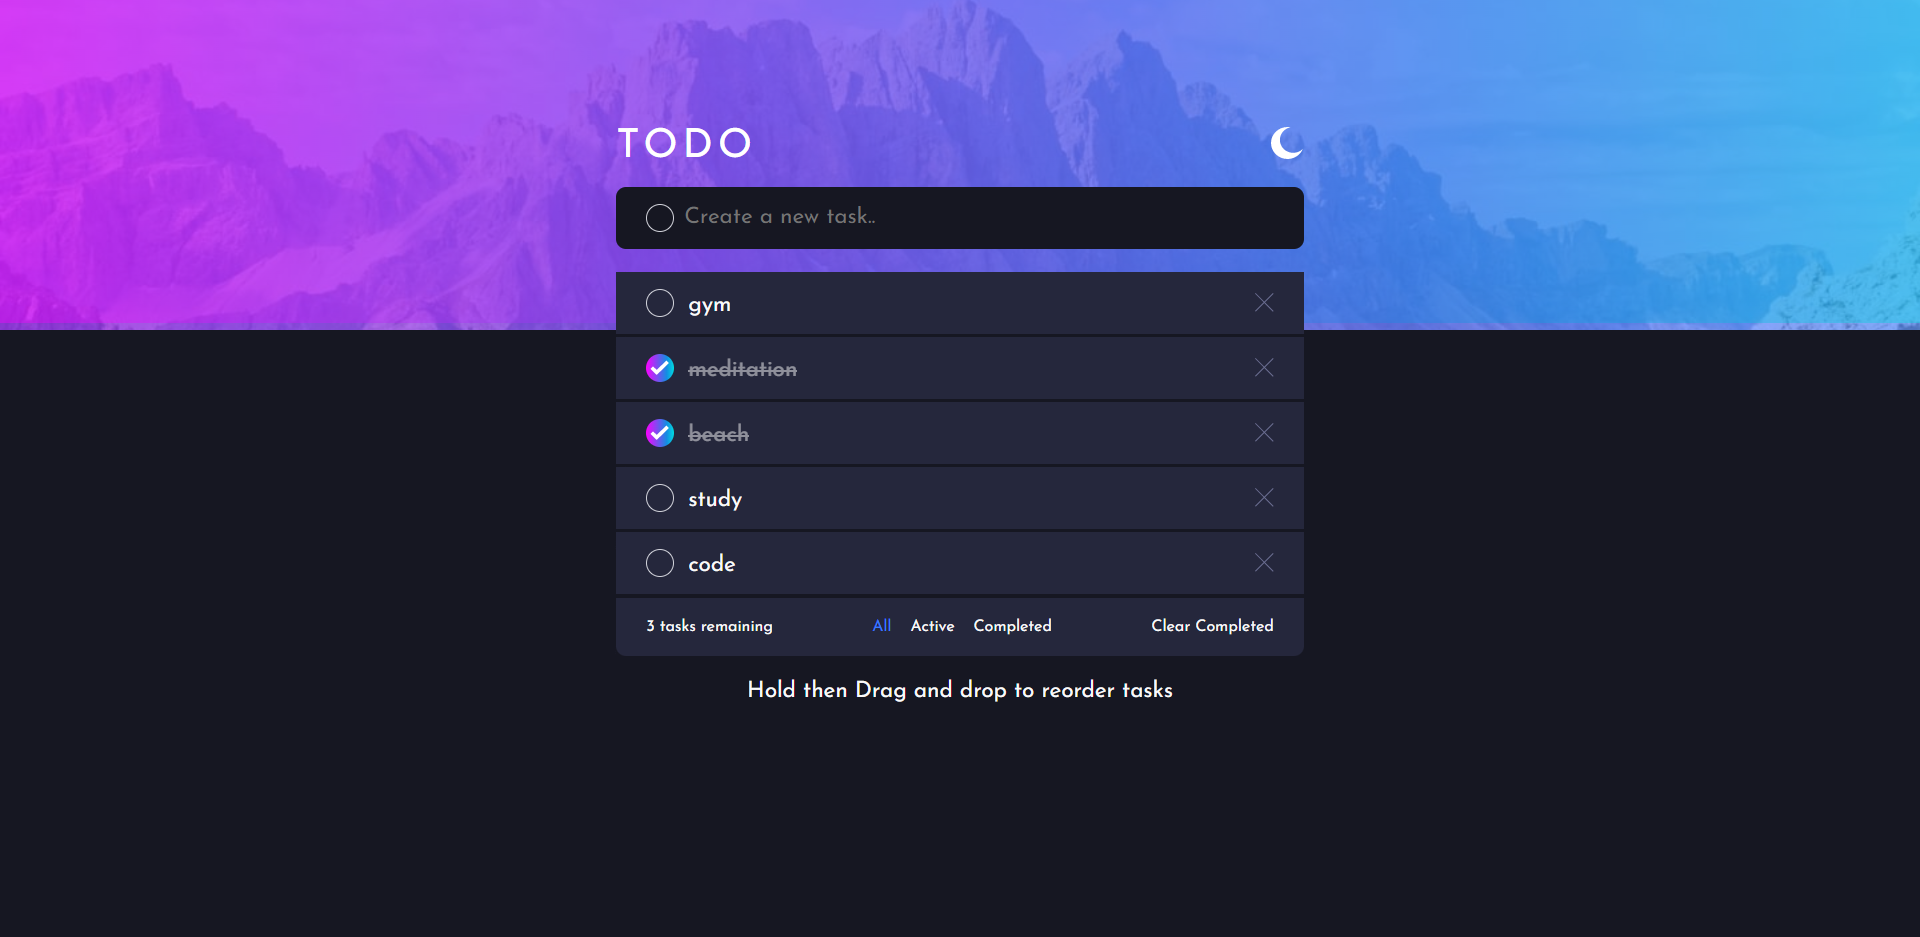 TODO
Create a new task..
gym
meditation
beach
study
code
3 tasks remaining All Active Completed Clear Completed
Hold then Drag and drop to reorder tasks